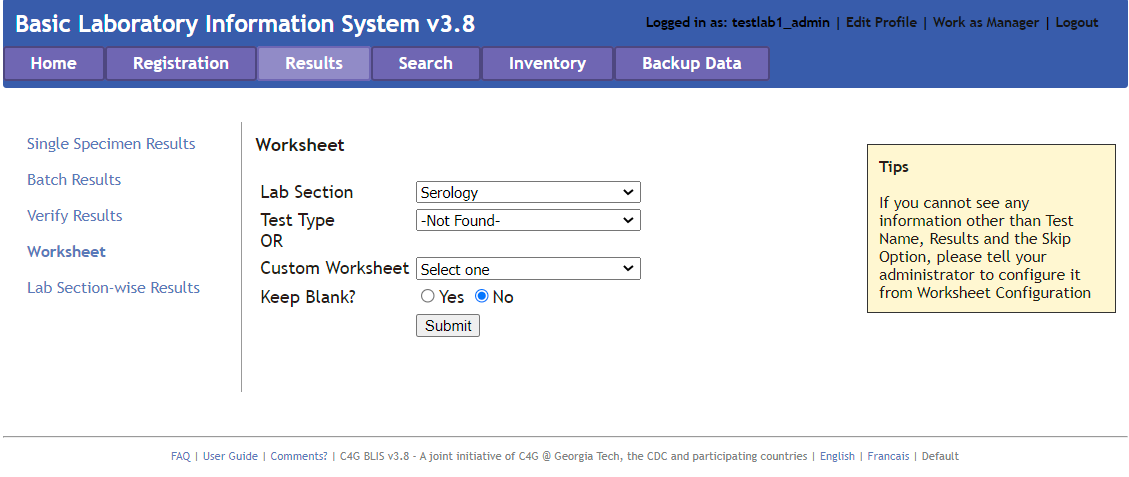 Basic Laboratory Information System v3.8
Logged in as: testlab1_admin | Edit Profile | Work as Manager | Logout
Home Registration Results Search Inventory Backup Data
Single Specimen Results
Batch Results
Verify Results
Worksheet
Lab Section-wise Results
Worksheet
Lab Section Serology
Test Type -Not Found-
OR
Custom Worksheet Select one
Keep Blank? Yes No
Submit
Tips
If you cannot see any
information other than Test
Name, Results and the Skip
Option, please tell your
administrator to configure it
from Worksheet Configuration
FAQ | User Guide | Comments? | C4G BLIS v3.8 - A joint initiative of C4G @ Georgia Tech, the CDC and participating countries | English | Francais | Default